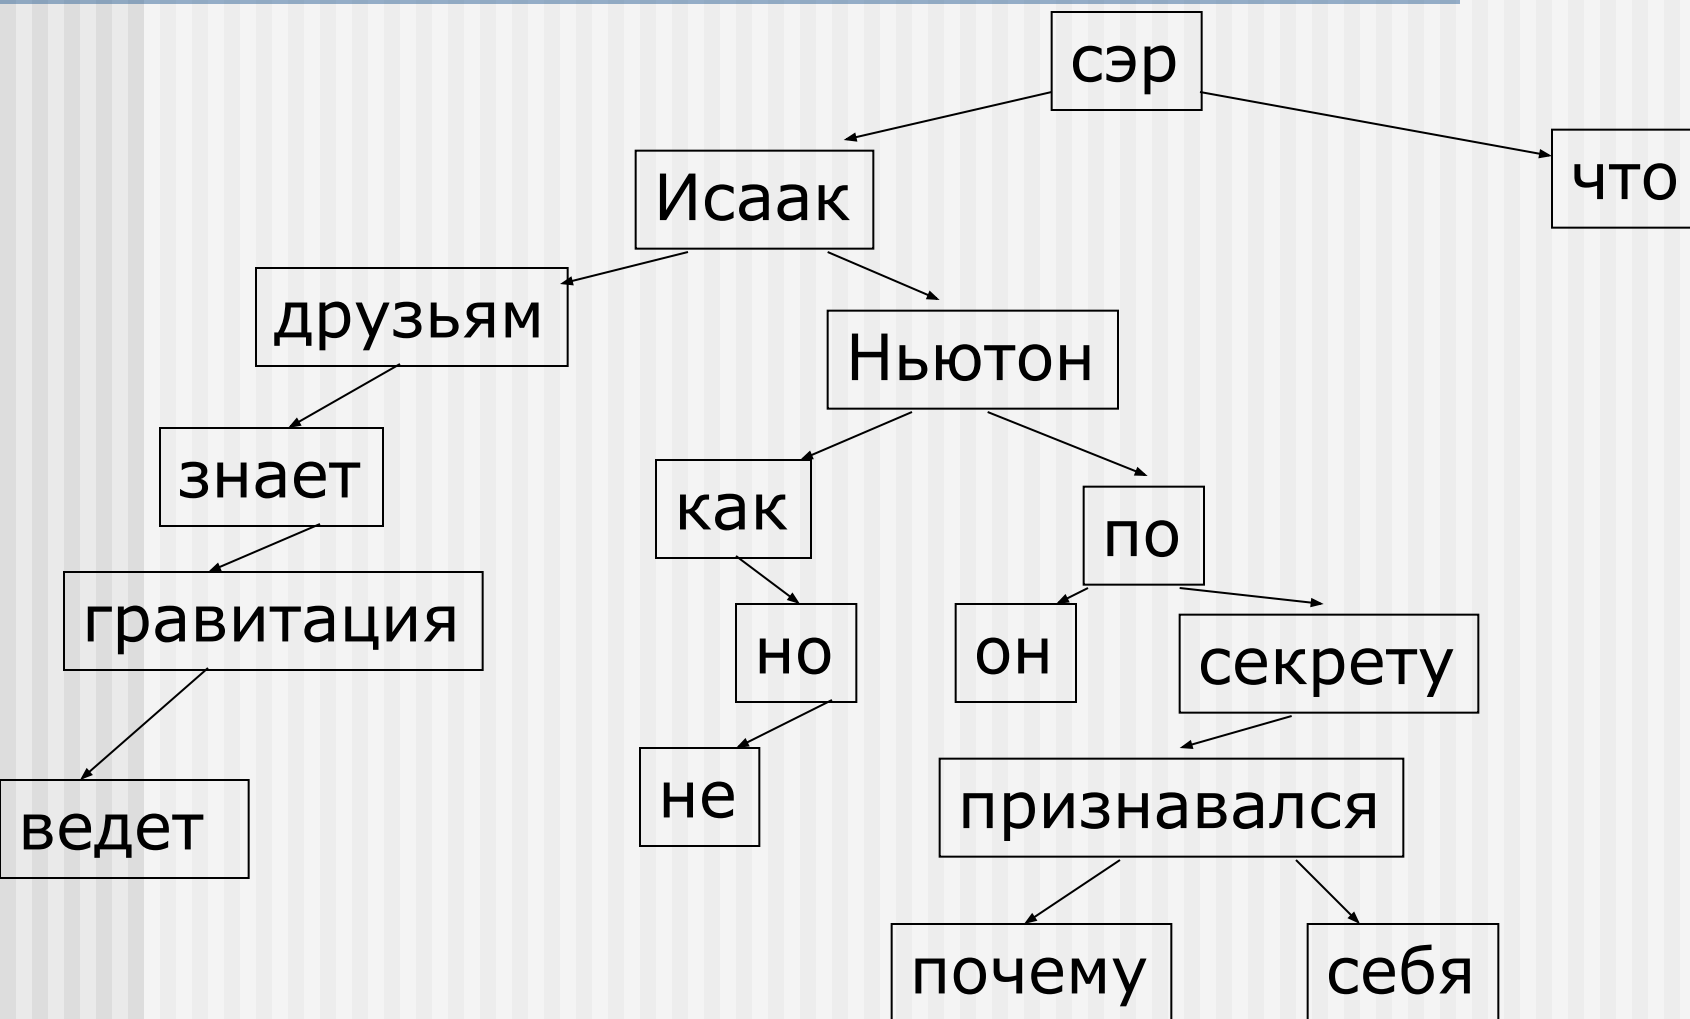 сэр
что
Исаак
друзьям
Ньютон
знает
как
по
гравитация
но
он
секрету
не
признавался
ведет
почему
себя